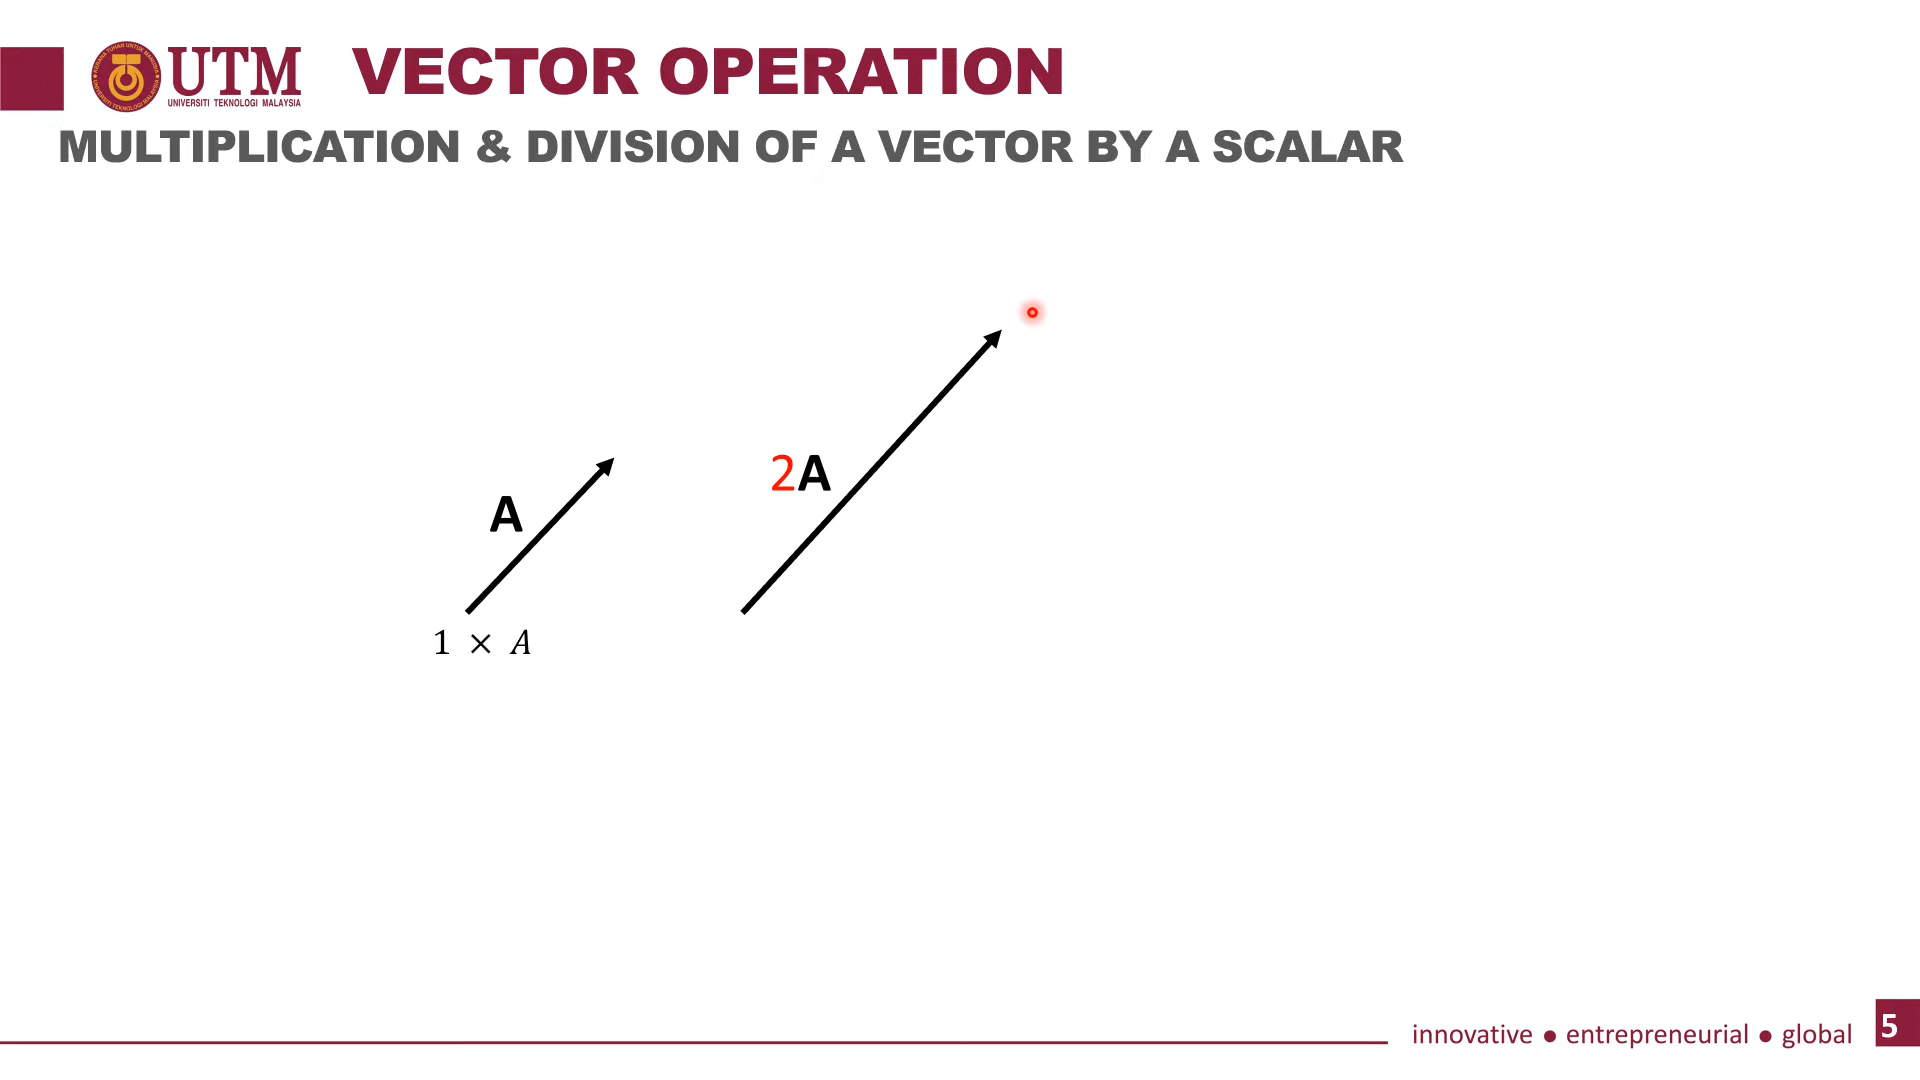 UTM
UNIVERSITI TEKNOLOGI MALAYSIA
VECTOR OPERATION
MULTIPLICATION & DIVISION OF A VECTOR BY A SCALAR
A
2A
1 × A
innovative ● entrepreneurial ● global
5